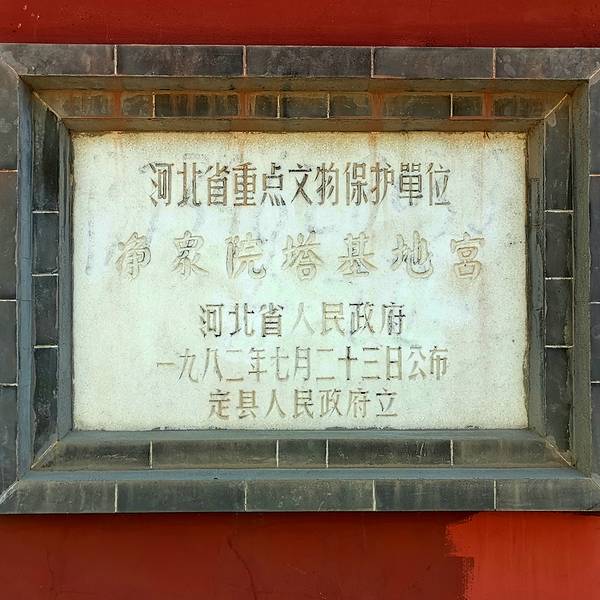 河北省重点文物保护單位
净众院塔基地宫
河北省人民政府
一九八二年七月二十三日公布
定县人民政府立